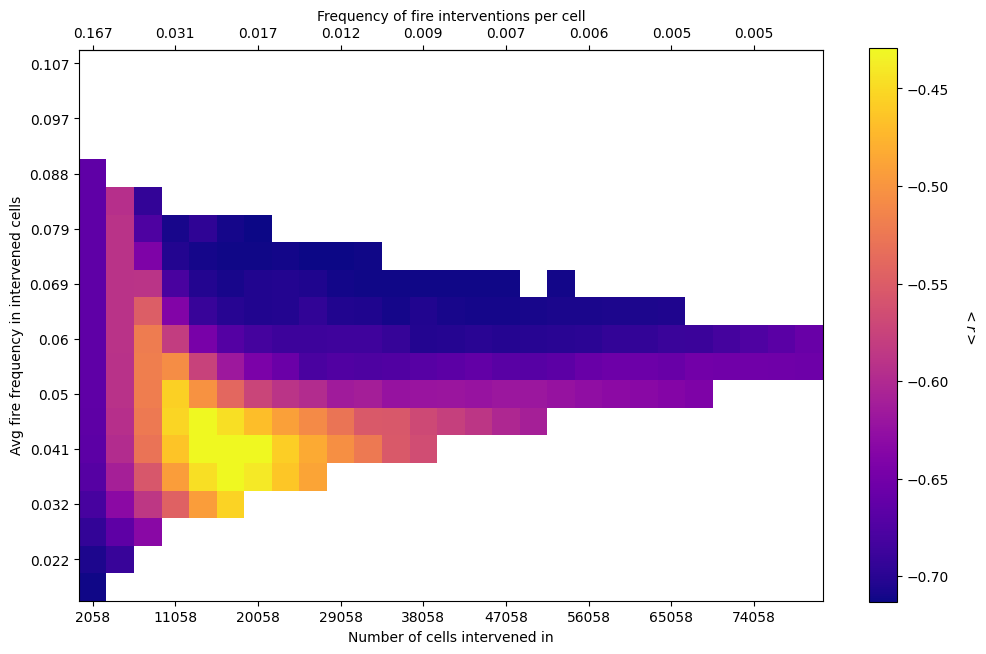 Frequency of fire interventions per cell
0.167 0.031 0.017 0.012 0.009 0.007 0.006 0.005 0.005
0.107
0.097
0.088
0.079
0.069
0.06
0.05
0.041
0.032
0.022
Avg fire frequency in intervened cells
2058 11058 20058 29058 38058 47058 56058 65058 74058
Number of cells intervened in
−0.45
−0.50
−0.55
−0.60
−0.65
−0.70
< r >